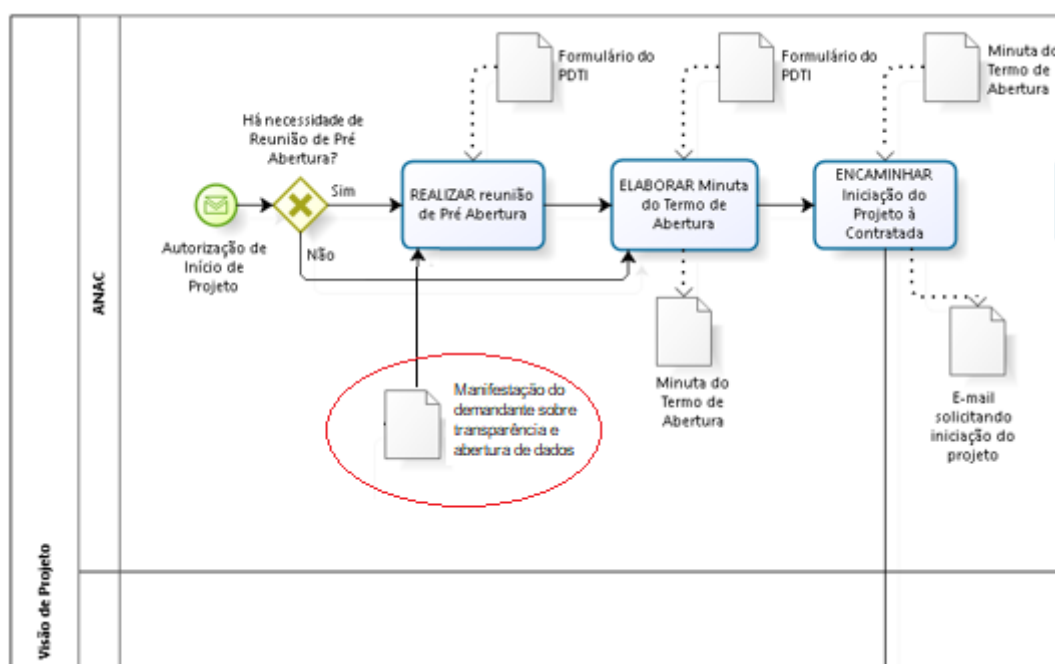 Formulário do
PDTI
Formulário do
PDTI
Minuta do
Termo de
Abertura
Há necessidade de
Reunião de Pré
Abertura?
Sim
REALIZAR reunião
de Pré Abertura
ELABORAR Minuta
do Termo de
Abertura
ENCAMINHAR
Iniciação do
Projeto à
Contratada
Autorização de
Início de
Projeto
Não
ANAC
Manifestação do
demandante sobre
transparência e
abertura de dados
Minuta do
Termo de
Abertura
E-mail
solicitando
iniciação do
projeto
Visão de Projeto